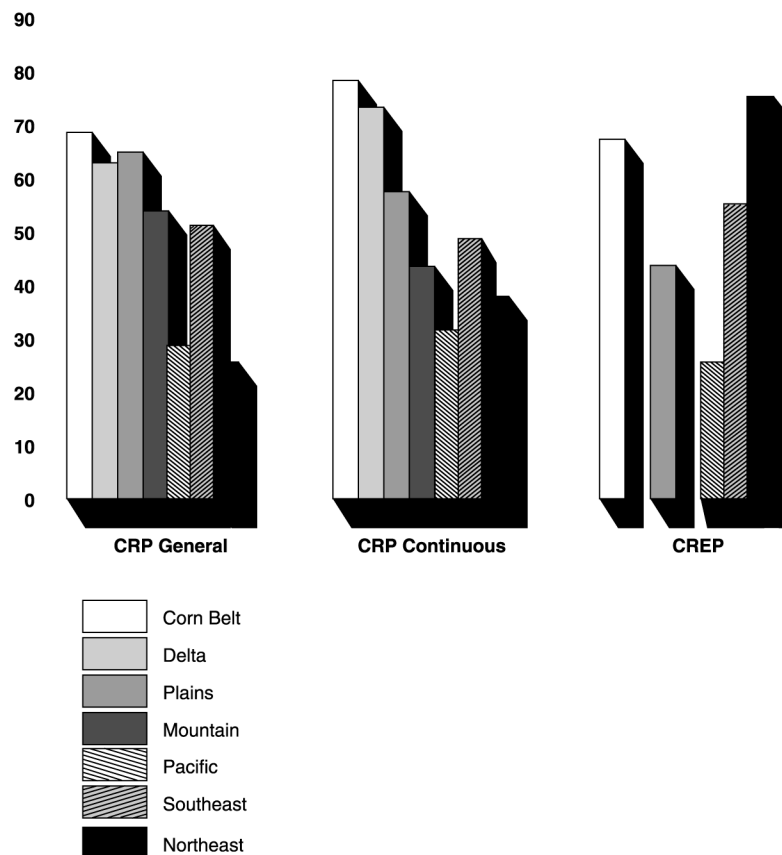 90
80
70
60
50
40
30
20
10
0
CRP General CRP Continuous CREP
Corn Belt
Delta
Plains
Mountain
Pacific
Southeast
Northeast